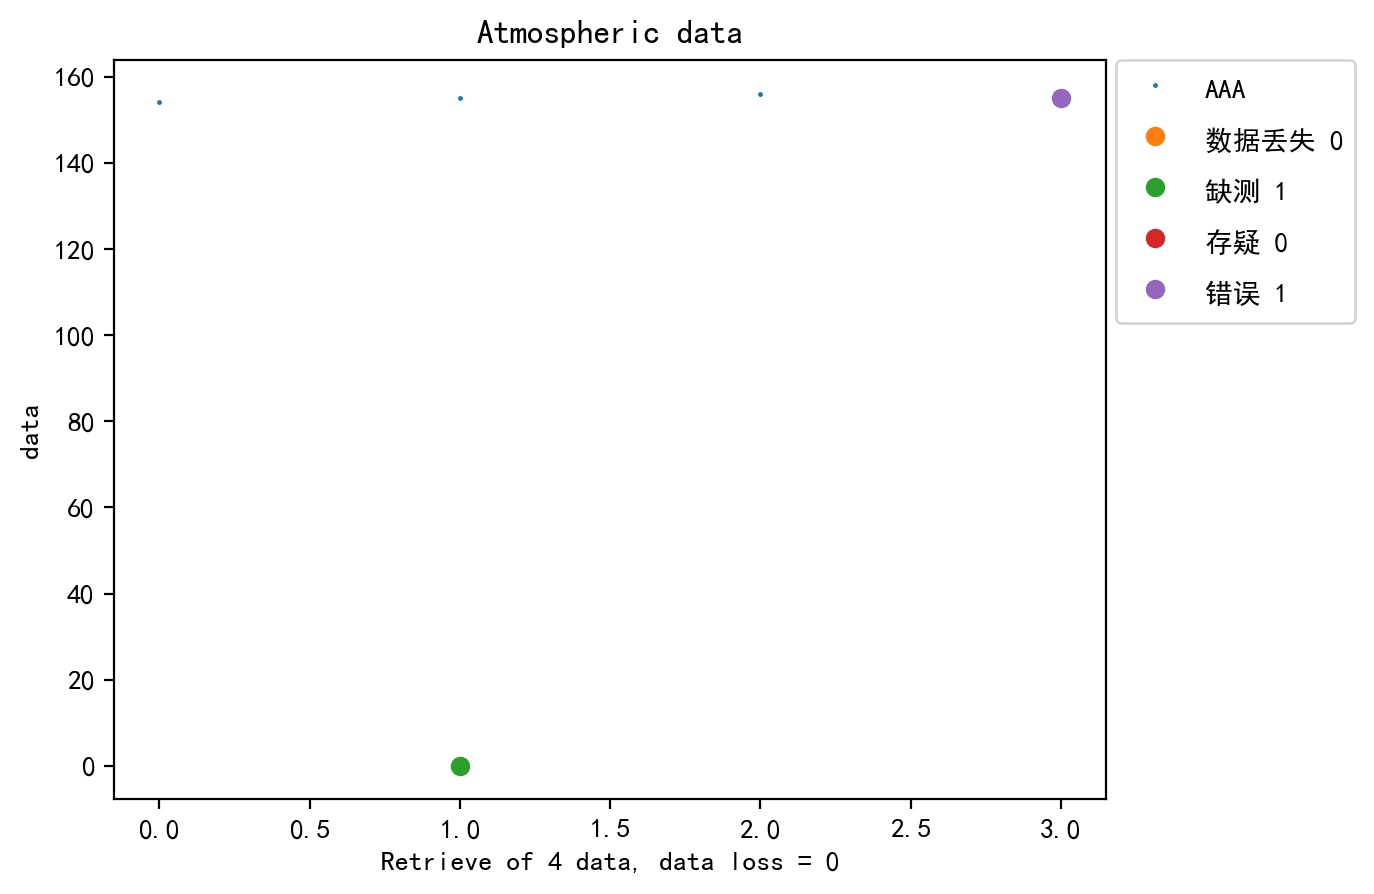 Atmospheric data
160
140
120
100
80
60
40
20
0
data
0.0 0.5 1.0 1.5 2.0 2.5 3.0
Retrieve of 4 data, data loss = 0
AAA
数据丢失 0
缺测 1
存疑 0
错误 1